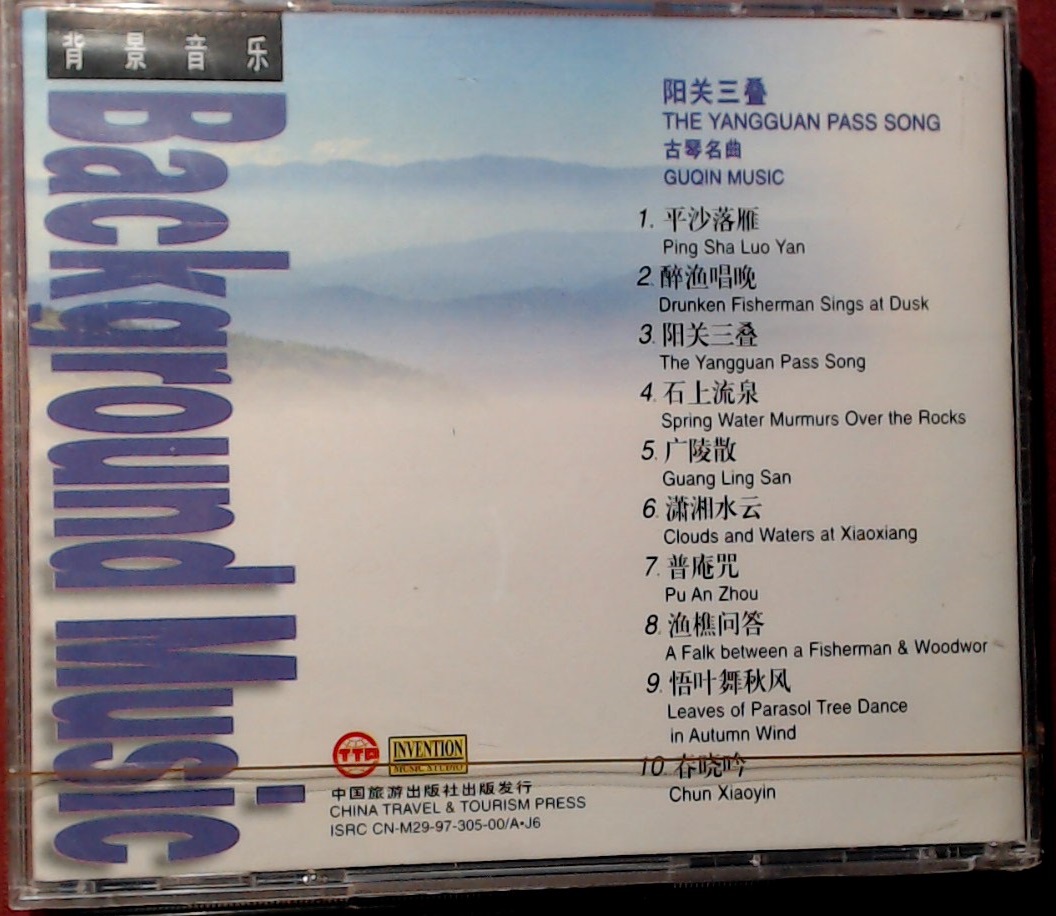 背景音乐
Background Music
阳关三叠
THE YANGGUAN PASS SONG
古琴名曲
GUQIN MUSIC
1. 平沙落雁
Ping Sha Luo Yan
2. 醉渔唱晚
Drunken Fisherman Sings at Dusk
3. 阳关三叠
The Yangguan Pass Song
4. 石上流泉
Spring Water Murmurs Over the Rocks
5. 广陵散
Guang Ling San
6. 潇湘水云
Clouds and Waters at Xiaoxiang
7. 普庵咒
Pu An Zhou
8. 渔樵问答
A Falk between a Fisherman & Woodwor
9. 悟叶舞秋风
Leaves of Parasol Tree Dance
in Autumn Wind
10. 春晓吟
Chun Xiaoyin
TTP
INVENTION
MUSIC STUDIO
中国旅游出版社出版发行
CHINA TRAVEL & TOURISM PRESS
ISRC CN-M29-97-305-00/A•J6